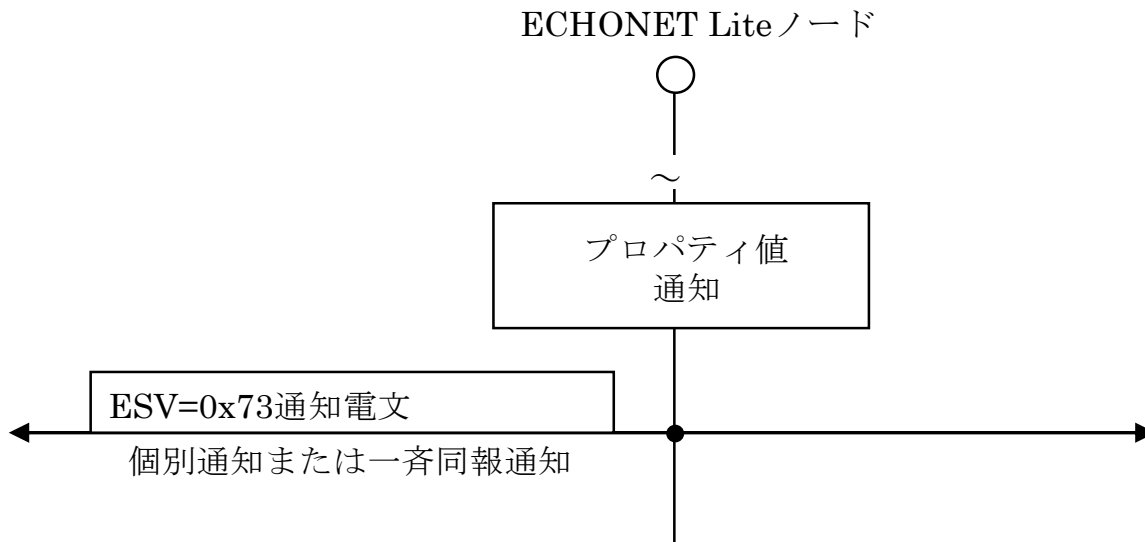 ECHONET Liteノード
～
プロパティ値
通知
ESV=0x73通知電文
個別通知または一斉同報通知